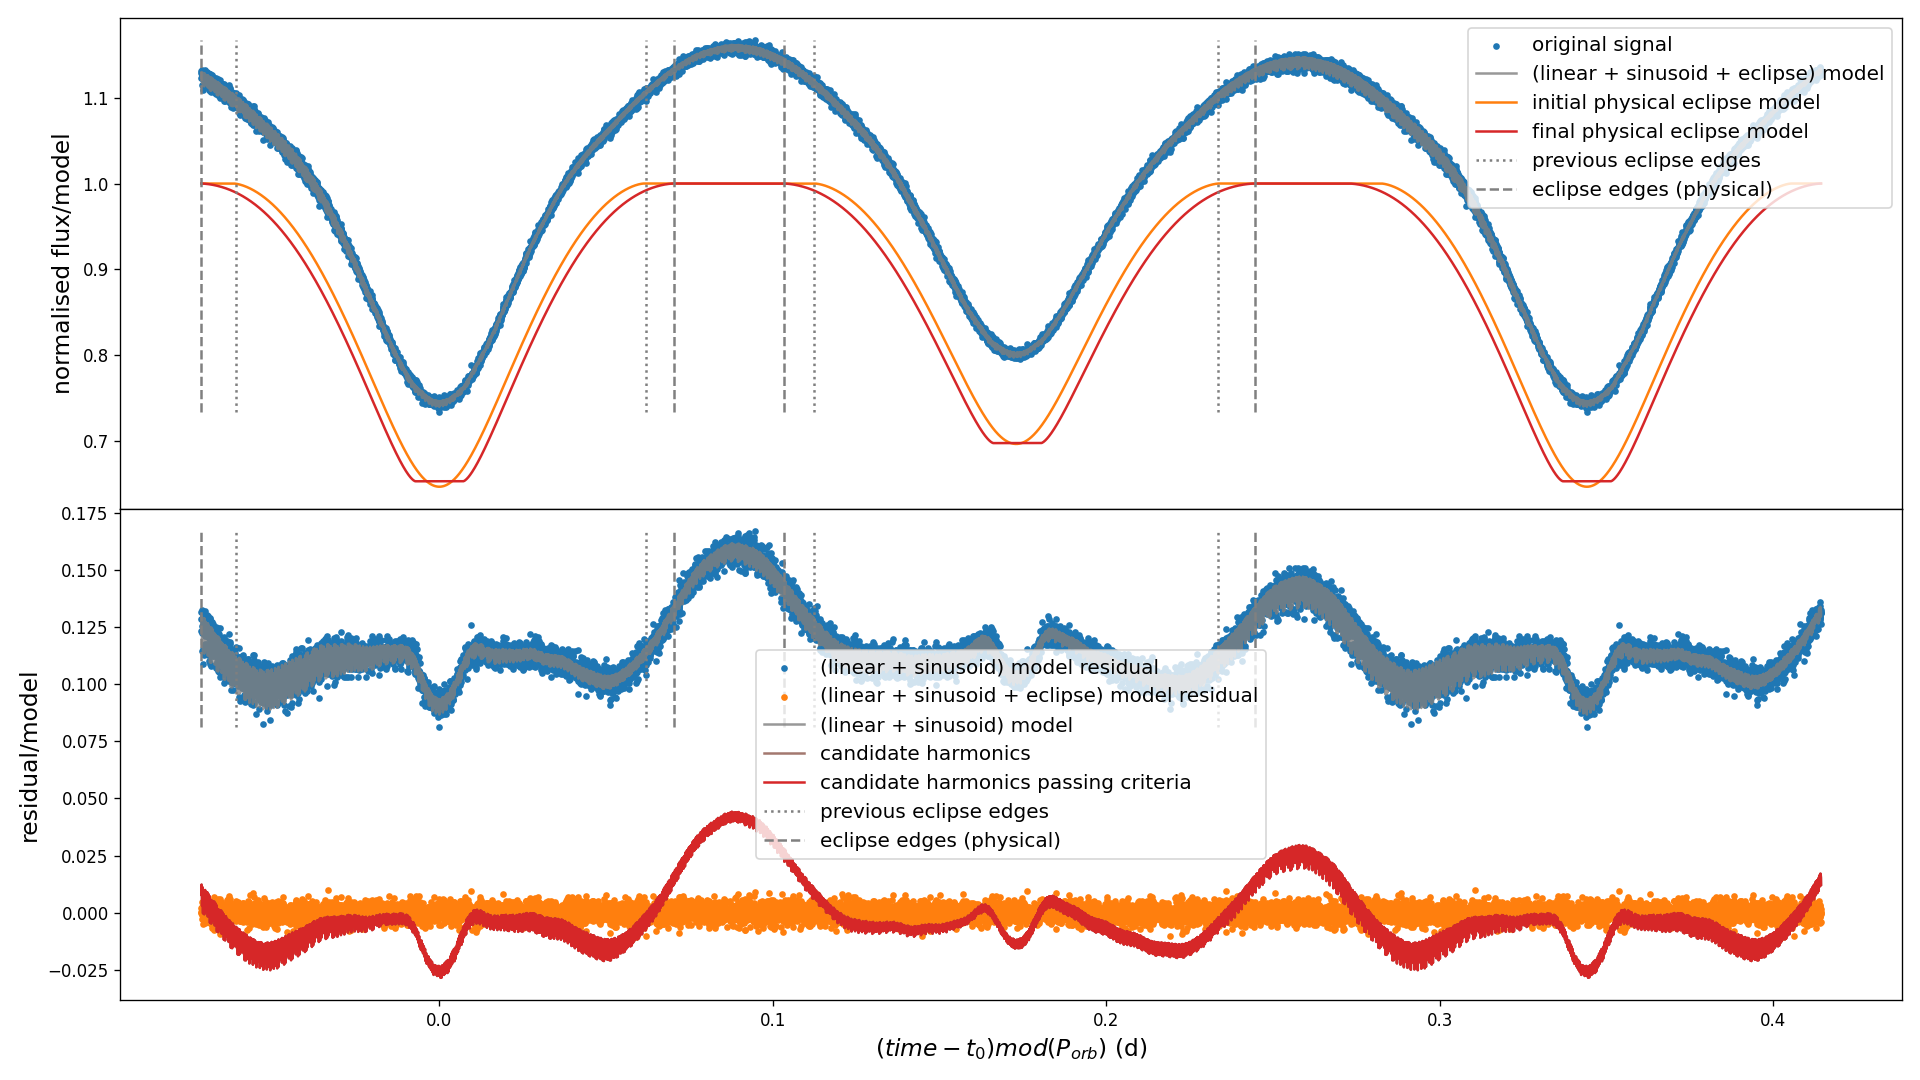 normalised flux/model
1.1
1.0
0.9
0.8
0.7
original signal
(linear + sinusoid + eclipse) model
initial physical eclipse model
final physical eclipse model
previous eclipse edges
eclipse edges (physical)
residual/model
0.175
0.150
0.125
0.100
0.075
0.050
0.025
0.000
−0.025
(linear + sinusoid) model residual
(linear + sinusoid + eclipse) model residual
(linear + sinusoid) model
candidate harmonics
candidate harmonics passing criteria
previous eclipse edges
eclipse edges (physical)
0.0 0.1 0.2 0.3 0.4
(time − t₀)mod(P_orb) (d)